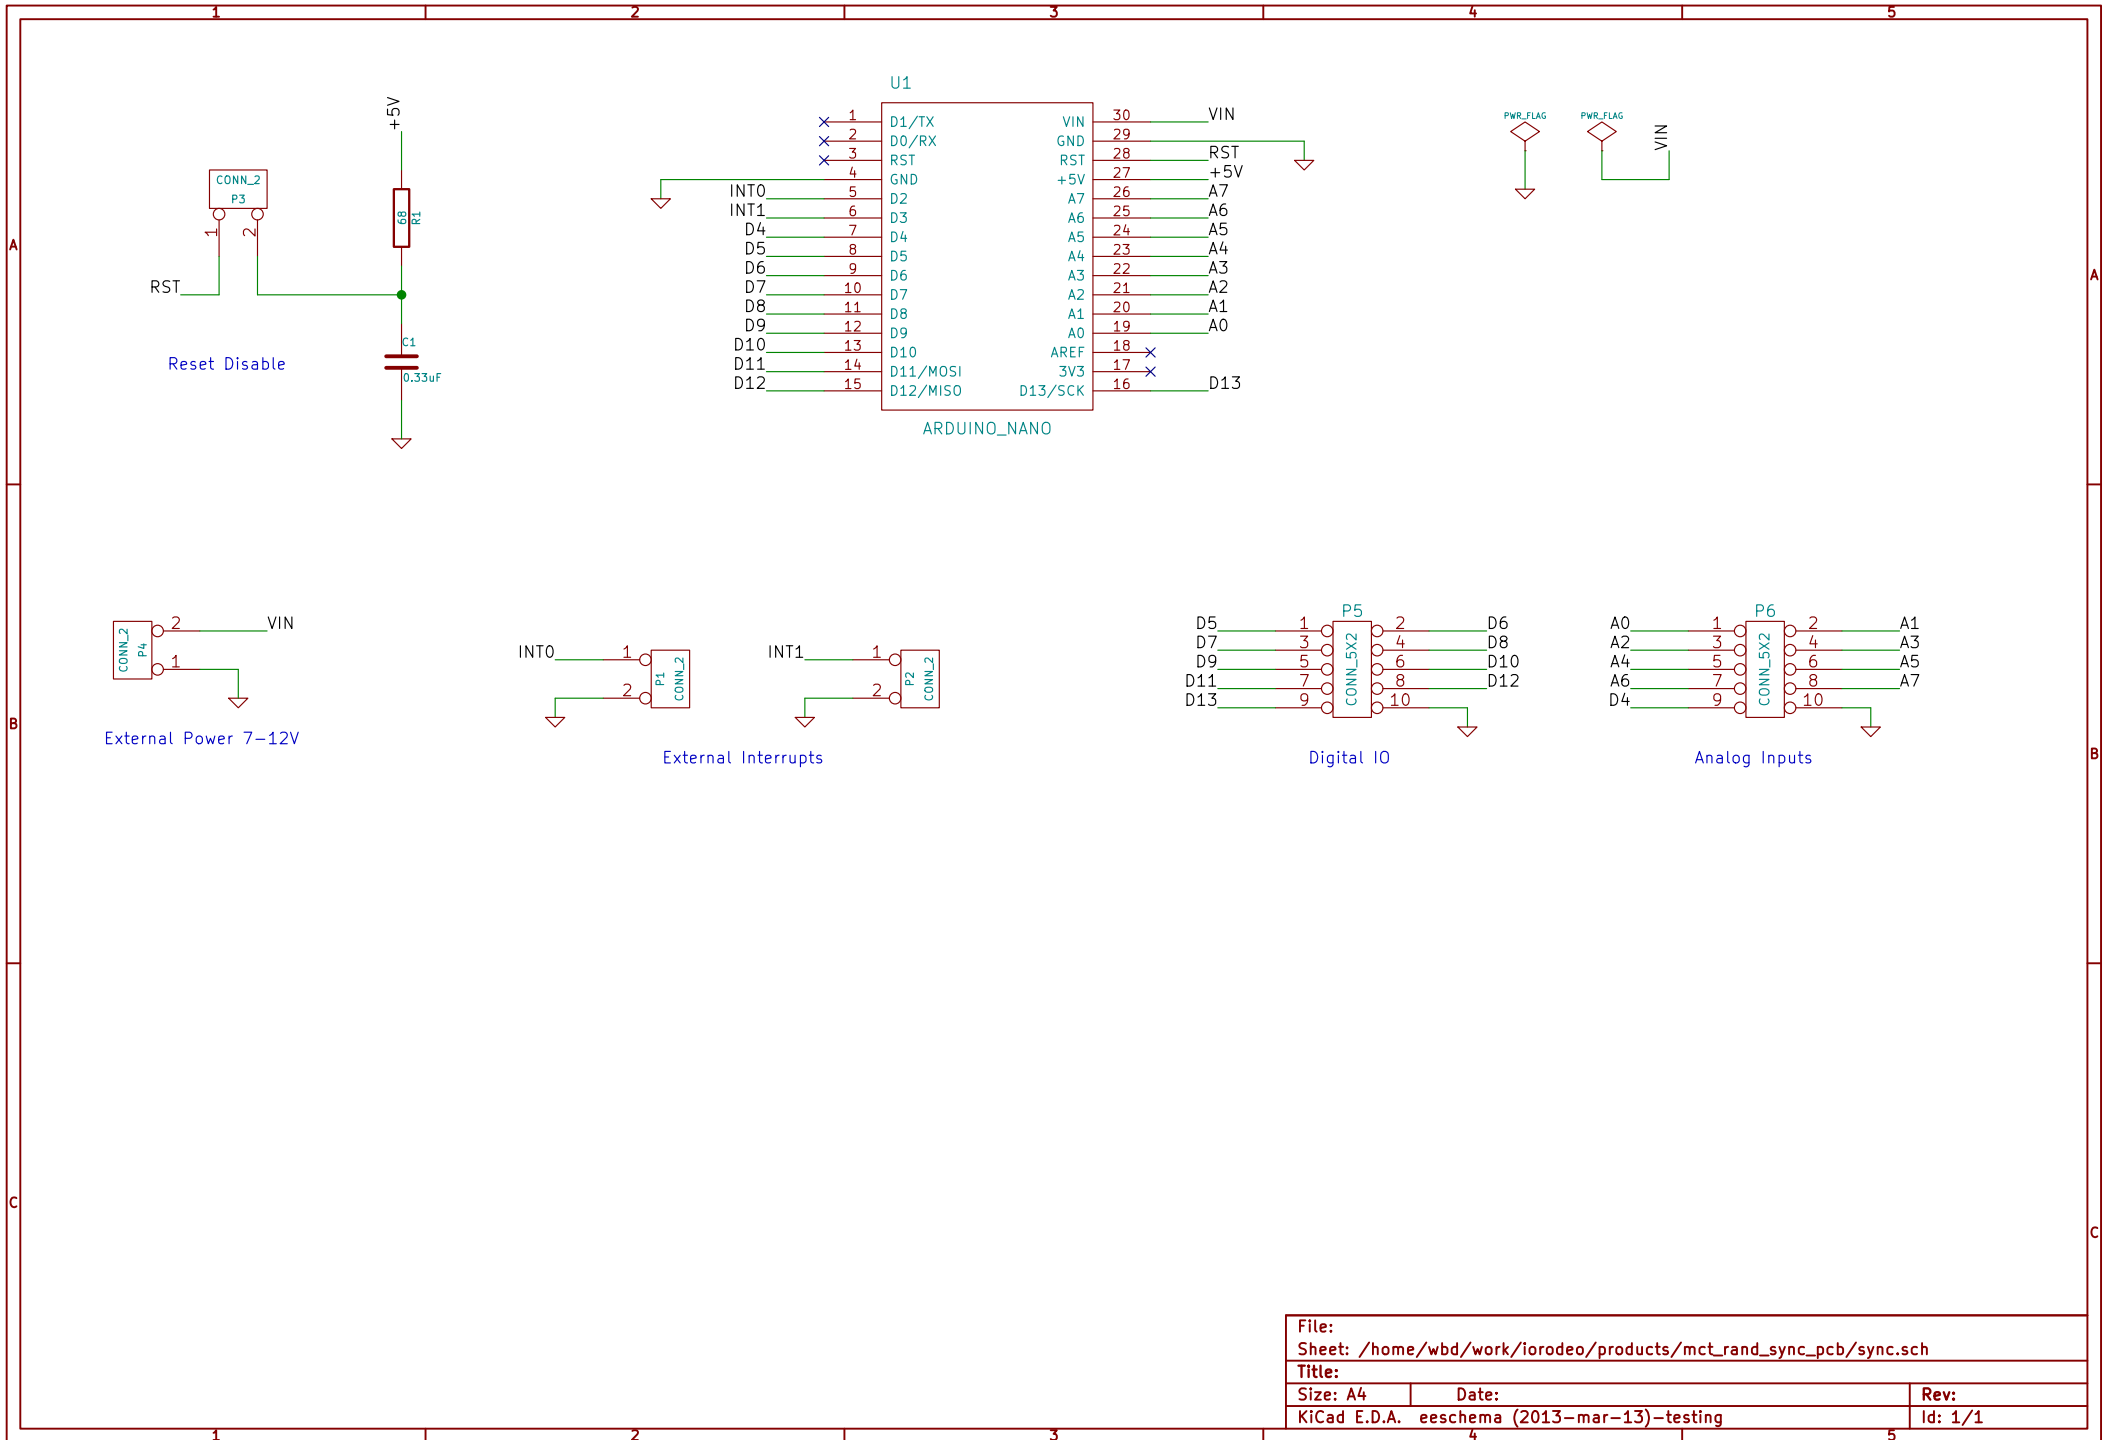 1 2 3 4 5
A
A
B
B
C
C
+5V
CONN_2
P3
1
2
RST
68
R1
C1
0.33uF
Reset Disable
U1
1 D1/TX VIN 30 VIN
2 D0/RX GND 29
3 RST RST 28 RST
4 GND +5V 27 +5V
INT0 5 D2 A7 26 A7
INT1 6 D3 A6 25 A6
D4 7 D4 A5 24 A5
D5 8 D5 A4 23 A4
D6 9 D6 A3 22 A3
D7 10 D7 A2 21 A2
D8 11 D8 A1 20 A1
D9 12 D9 A0 19 A0
D10 13 D10 AREF 18
D11 14 D11/MOSI 3V3 17
D12 15 D12/MISO D13/SCK 16 D13
ARDUINO_NANO
PWR_FLAG PWR_FLAG
VIN
CONN_2
P4
2 VIN
1
External Power 7-12V
INT0 1
2
P1
CONN_2
INT1 1
2
P2
CONN_2
External Interrupts
P5
CONN_5X2
D5 1 2 D6
D7 3 4 D8
D9 5 6 D10
D11 7 8 D12
D13 9 10
Digital IO
P6
CONN_5X2
A0 1 2 A1
A2 3 4 A3
A4 5 6 A5
A6 7 8 A7
D4 9 10
Analog Inputs
File:
Sheet: /home/wbd/work/iorodeo/products/mct_rand_sync_pcb/sync.sch
Title:
Size: A4 Date: Rev:
KiCad E.D.A. eeschema (2013-mar-13)-testing Id: 1/1
1 2 3 4 5